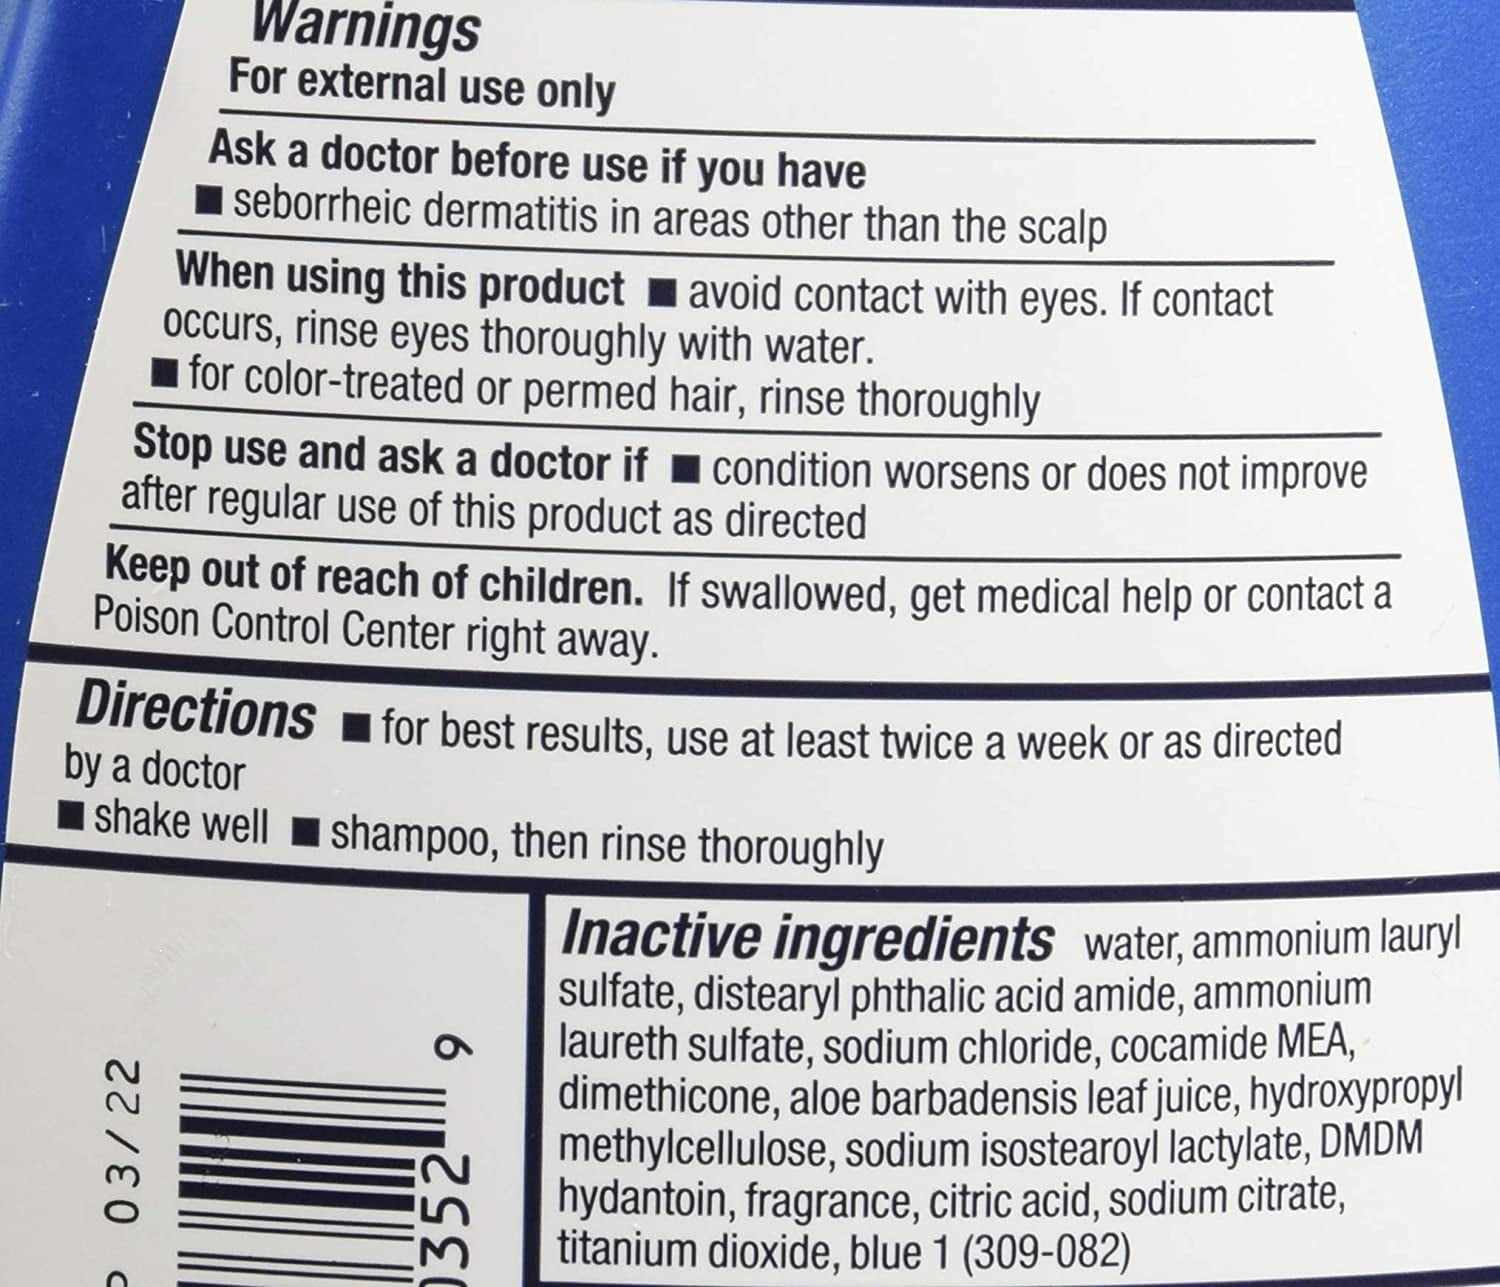 Warnings
For external use only
Ask a doctor before use if you have
■ seborrheic dermatitis in areas other than the scalp
When using this product ■ avoid contact with eyes. If contact
occurs, rinse eyes thoroughly with water.
■ for color-treated or permed hair, rinse thoroughly
Stop use and ask a doctor if ■ condition worsens or does not improve
after regular use of this product as directed
Keep out of reach of children. If swallowed, get medical help or contact a
Poison Control Center right away.
Directions ■ for best results, use at least twice a week or as directed
by a doctor
■ shake well ■ shampoo, then rinse thoroughly
03/22
0352 9
Inactive ingredients water, ammonium lauryl
sulfate, distearyl phthalic acid amide, ammonium
laureth sulfate, sodium chloride, cocamide MEA,
dimethicone, aloe barbadensis leaf juice, hydroxypropyl
methylcellulose, sodium isostearoyl lactylate, DMDM
hydantoin, fragrance, citric acid, sodium citrate,
titanium dioxide, blue 1 (309-082)